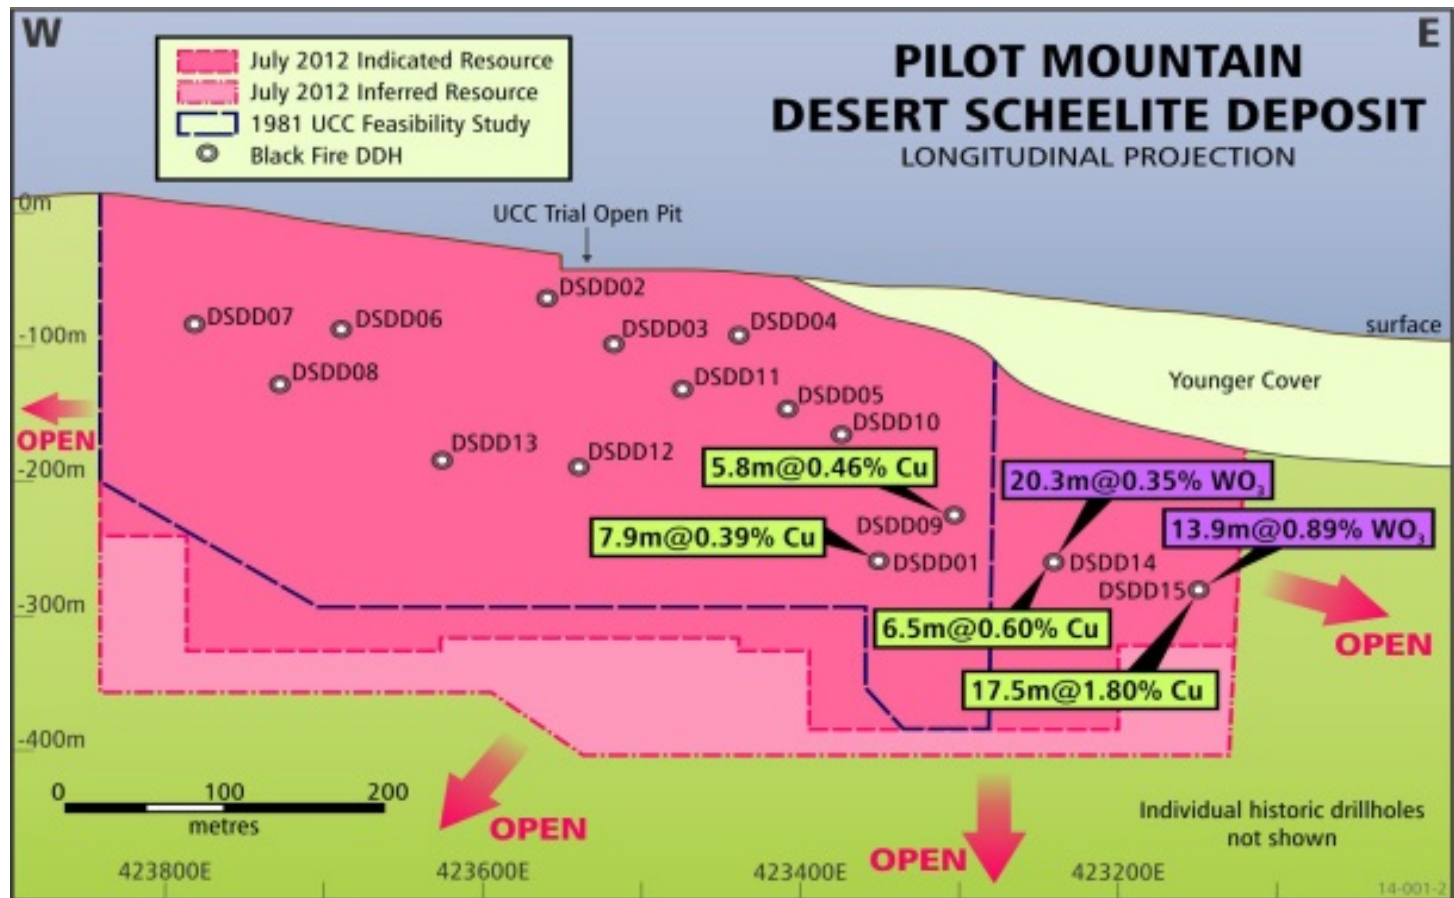 W
E
PILOT MOUNTAIN
DESERT SCHEELITE DEPOSIT
LONGITUDINAL PROJECTION
July 2012 Indicated Resource
July 2012 Inferred Resource
1981 UCC Feasibility Study
Black Fire DDH
0m
UCC Trial Open Pit
DSDD02
DSDD07
DSDD06
DSDD03
DSDD04
surface
-100m
DSDD08
DSDD11
DSDD05
Younger Cover
DSDD10
OPEN
DSDD13
DSDD12
-200m
5.8m@0.46% Cu
20.3m@0.35% WO₃
DSDD09
13.9m@0.89% WO₃
7.9m@0.39% Cu
DSDD01
DSDD14
DSDD15
-300m
6.5m@0.60% Cu
OPEN
17.5m@1.80% Cu
-400m
0 100 200
metres
OPEN
OPEN
Individual historic drillholes
not shown
423800E 423600E 423400E 423200E
14-001-2